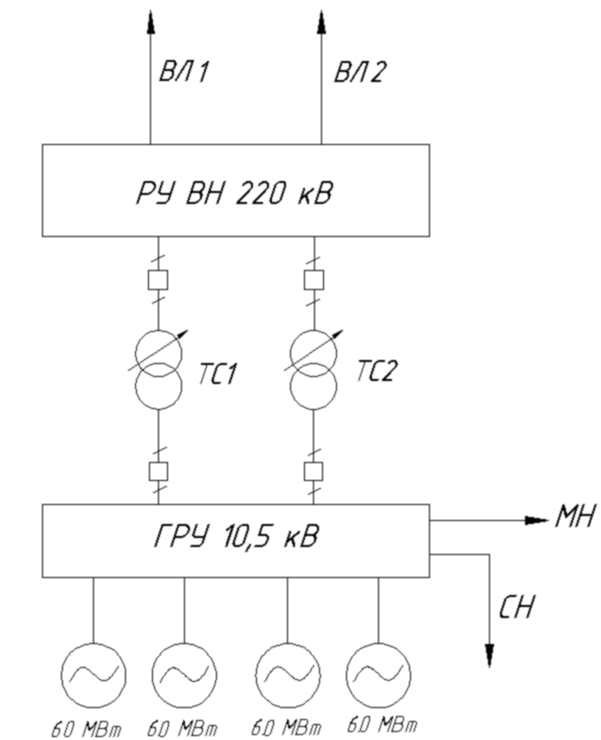 ВЛ1
ВЛ2
РУ ВН 220 кВ
ТС1
ТС2
ГРУ 10,5 кВ
МН
СН
60 МВт
60 МВт
60 МВт
60 МВт